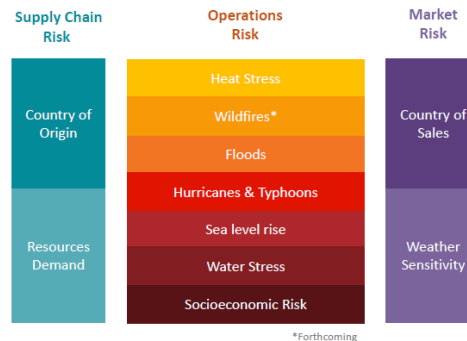 Supply Chain
Risk
Operations
Risk
Market
Risk
Country of
Origin
Resources
Demand
Heat Stress
Wildfires*
Floods
Hurricanes & Typhoons
Sea level rise
Water Stress
Socioeconomic Risk
Country of
Sales
Weather
Sensitivity
*Forthcoming